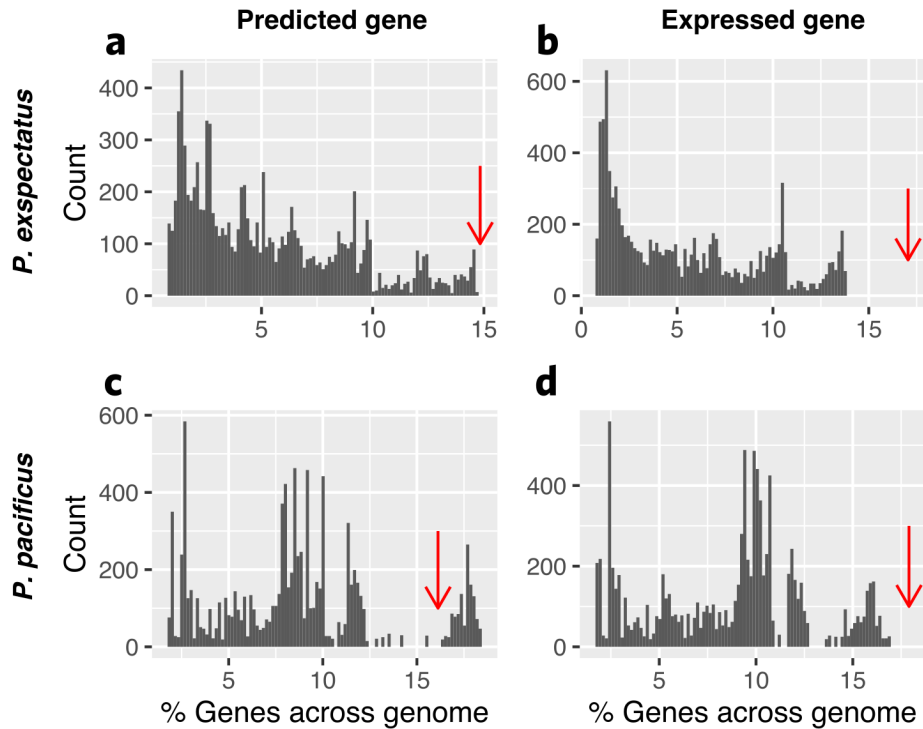 Predicted gene
Expressed gene
a
b
P. exspectatus
Count
400
300
200
100
0
5
10
15
600
400
200
0
0
5
10
15
c
d
P. pacificus
Count
600
400
200
0
5
10
15
% Genes across genome
400
200
0
5
10
15
% Genes across genome